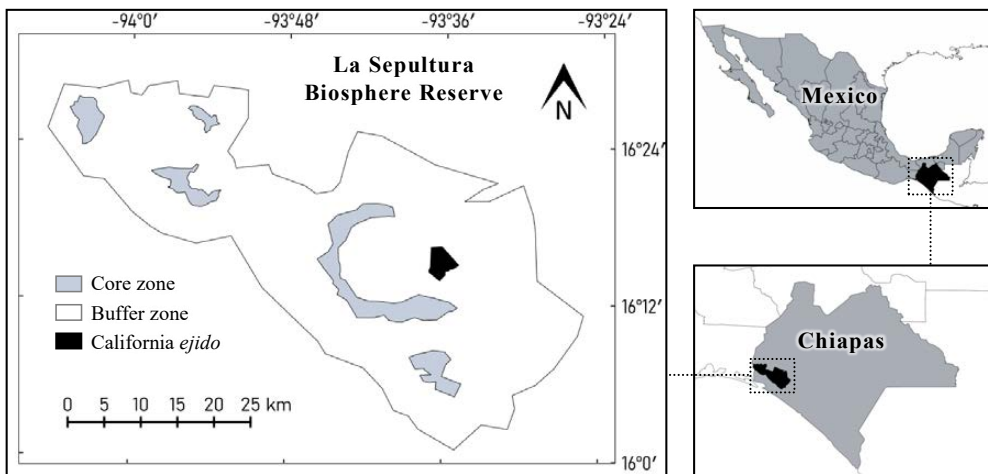 -94°0′ -93°48′ -93°36′ -93°24′
La Sepultura
Biosphere Reserve
N
16°24′
16°12′
16°0′
Core zone
Buffer zone
California ejido
0 5 10 15 20 25 km
Mexico
Chiapas